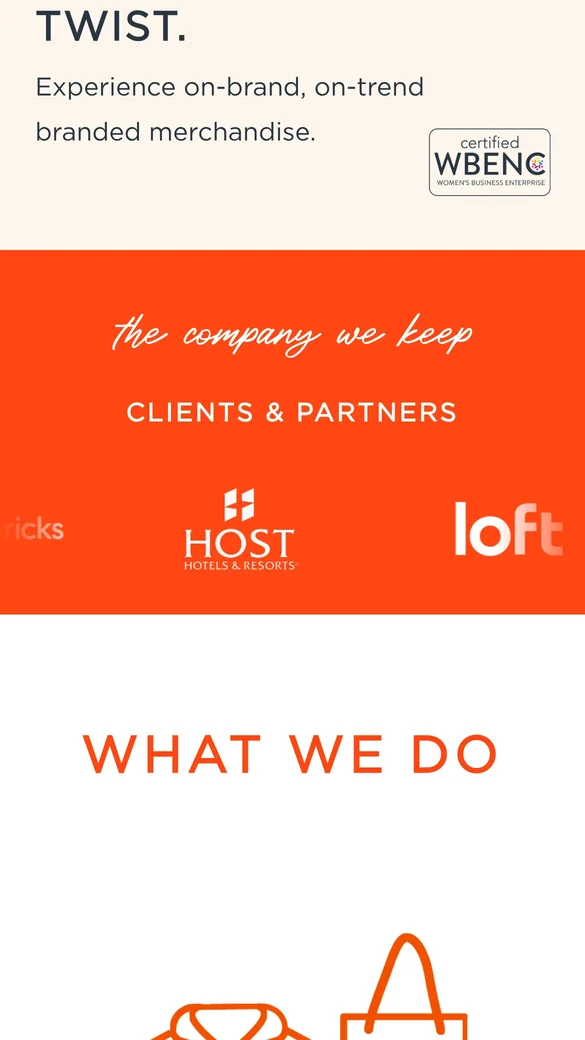 TWIST.
Experience on-brand, on-trend
branded merchandise.
certified
WBENC
WOMEN'S BUSINESS ENTERPRISE
the company we keep
CLIENTS & PARTNERS
ricks
HOST
HOTELS & RESORTS
loft
WHAT WE DO